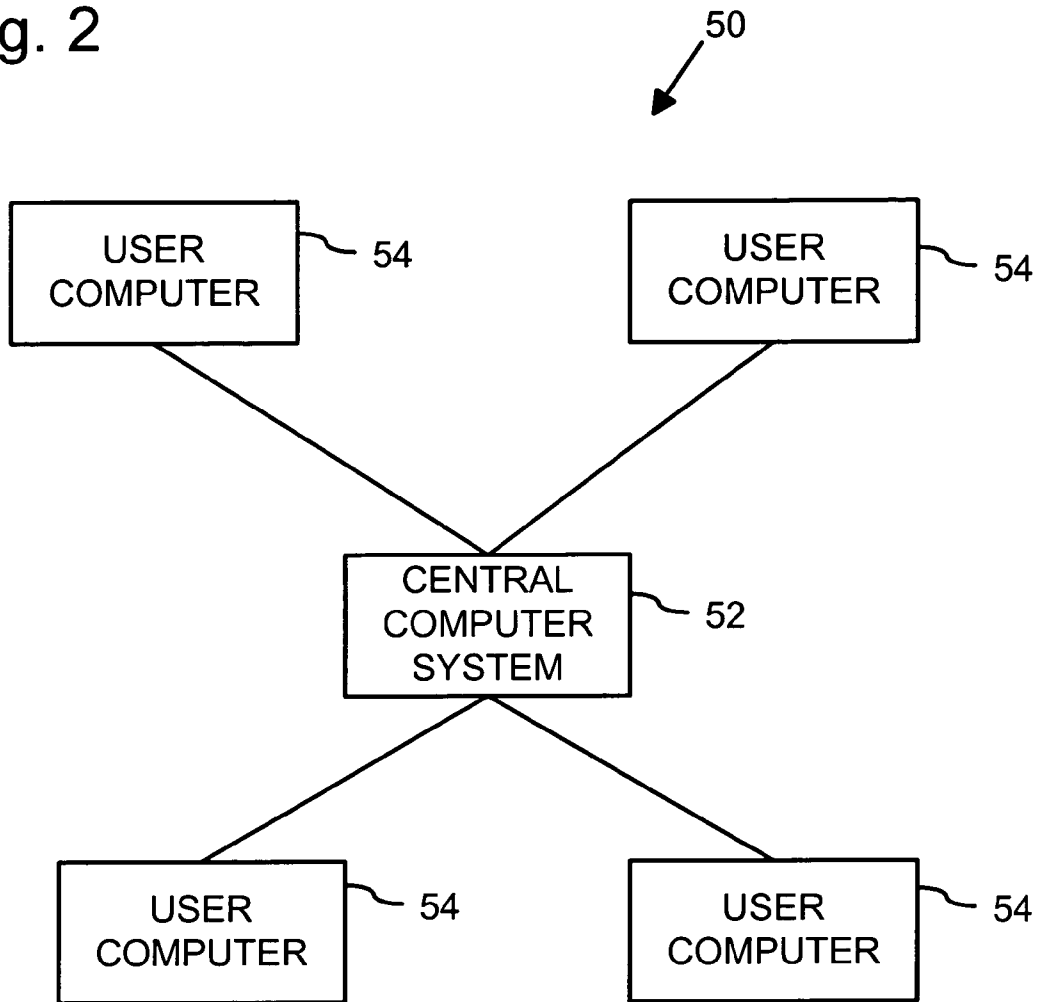 g. 2
50
USER
COMPUTER
54
USER
COMPUTER
54
CENTRAL
COMPUTER
SYSTEM
52
USER
COMPUTER
54
USER
COMPUTER
54